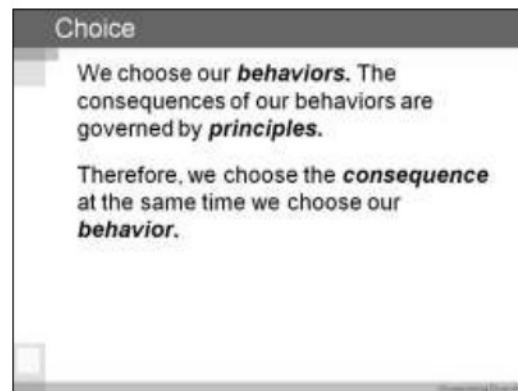 Choice
We choose our behaviors. The
consequences of our behaviors are
governed by principles.
Therefore, we choose the consequence
at the same time we choose our
behavior.